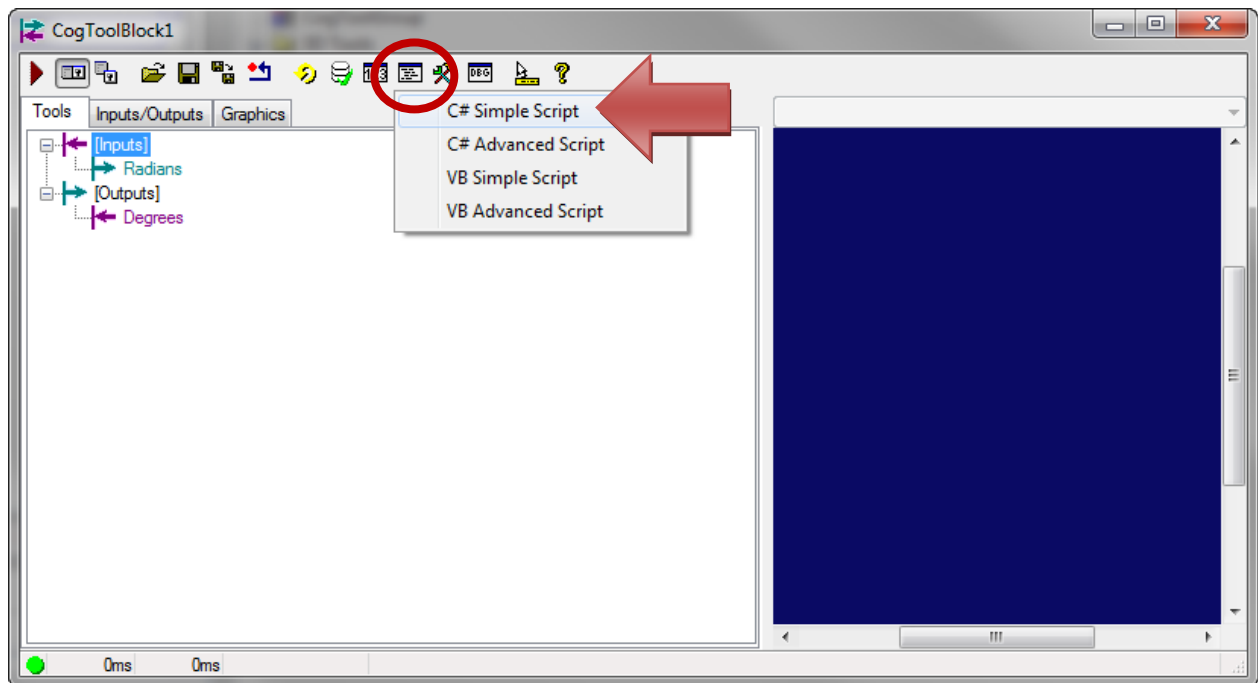 CogToolBlock1
DBG
Tools Inputs/Outputs Graphics
C# Simple Script
C# Advanced Script
VB Simple Script
VB Advanced Script
[Inputs]
Radians
[Outputs]
Degrees
0ms 0ms